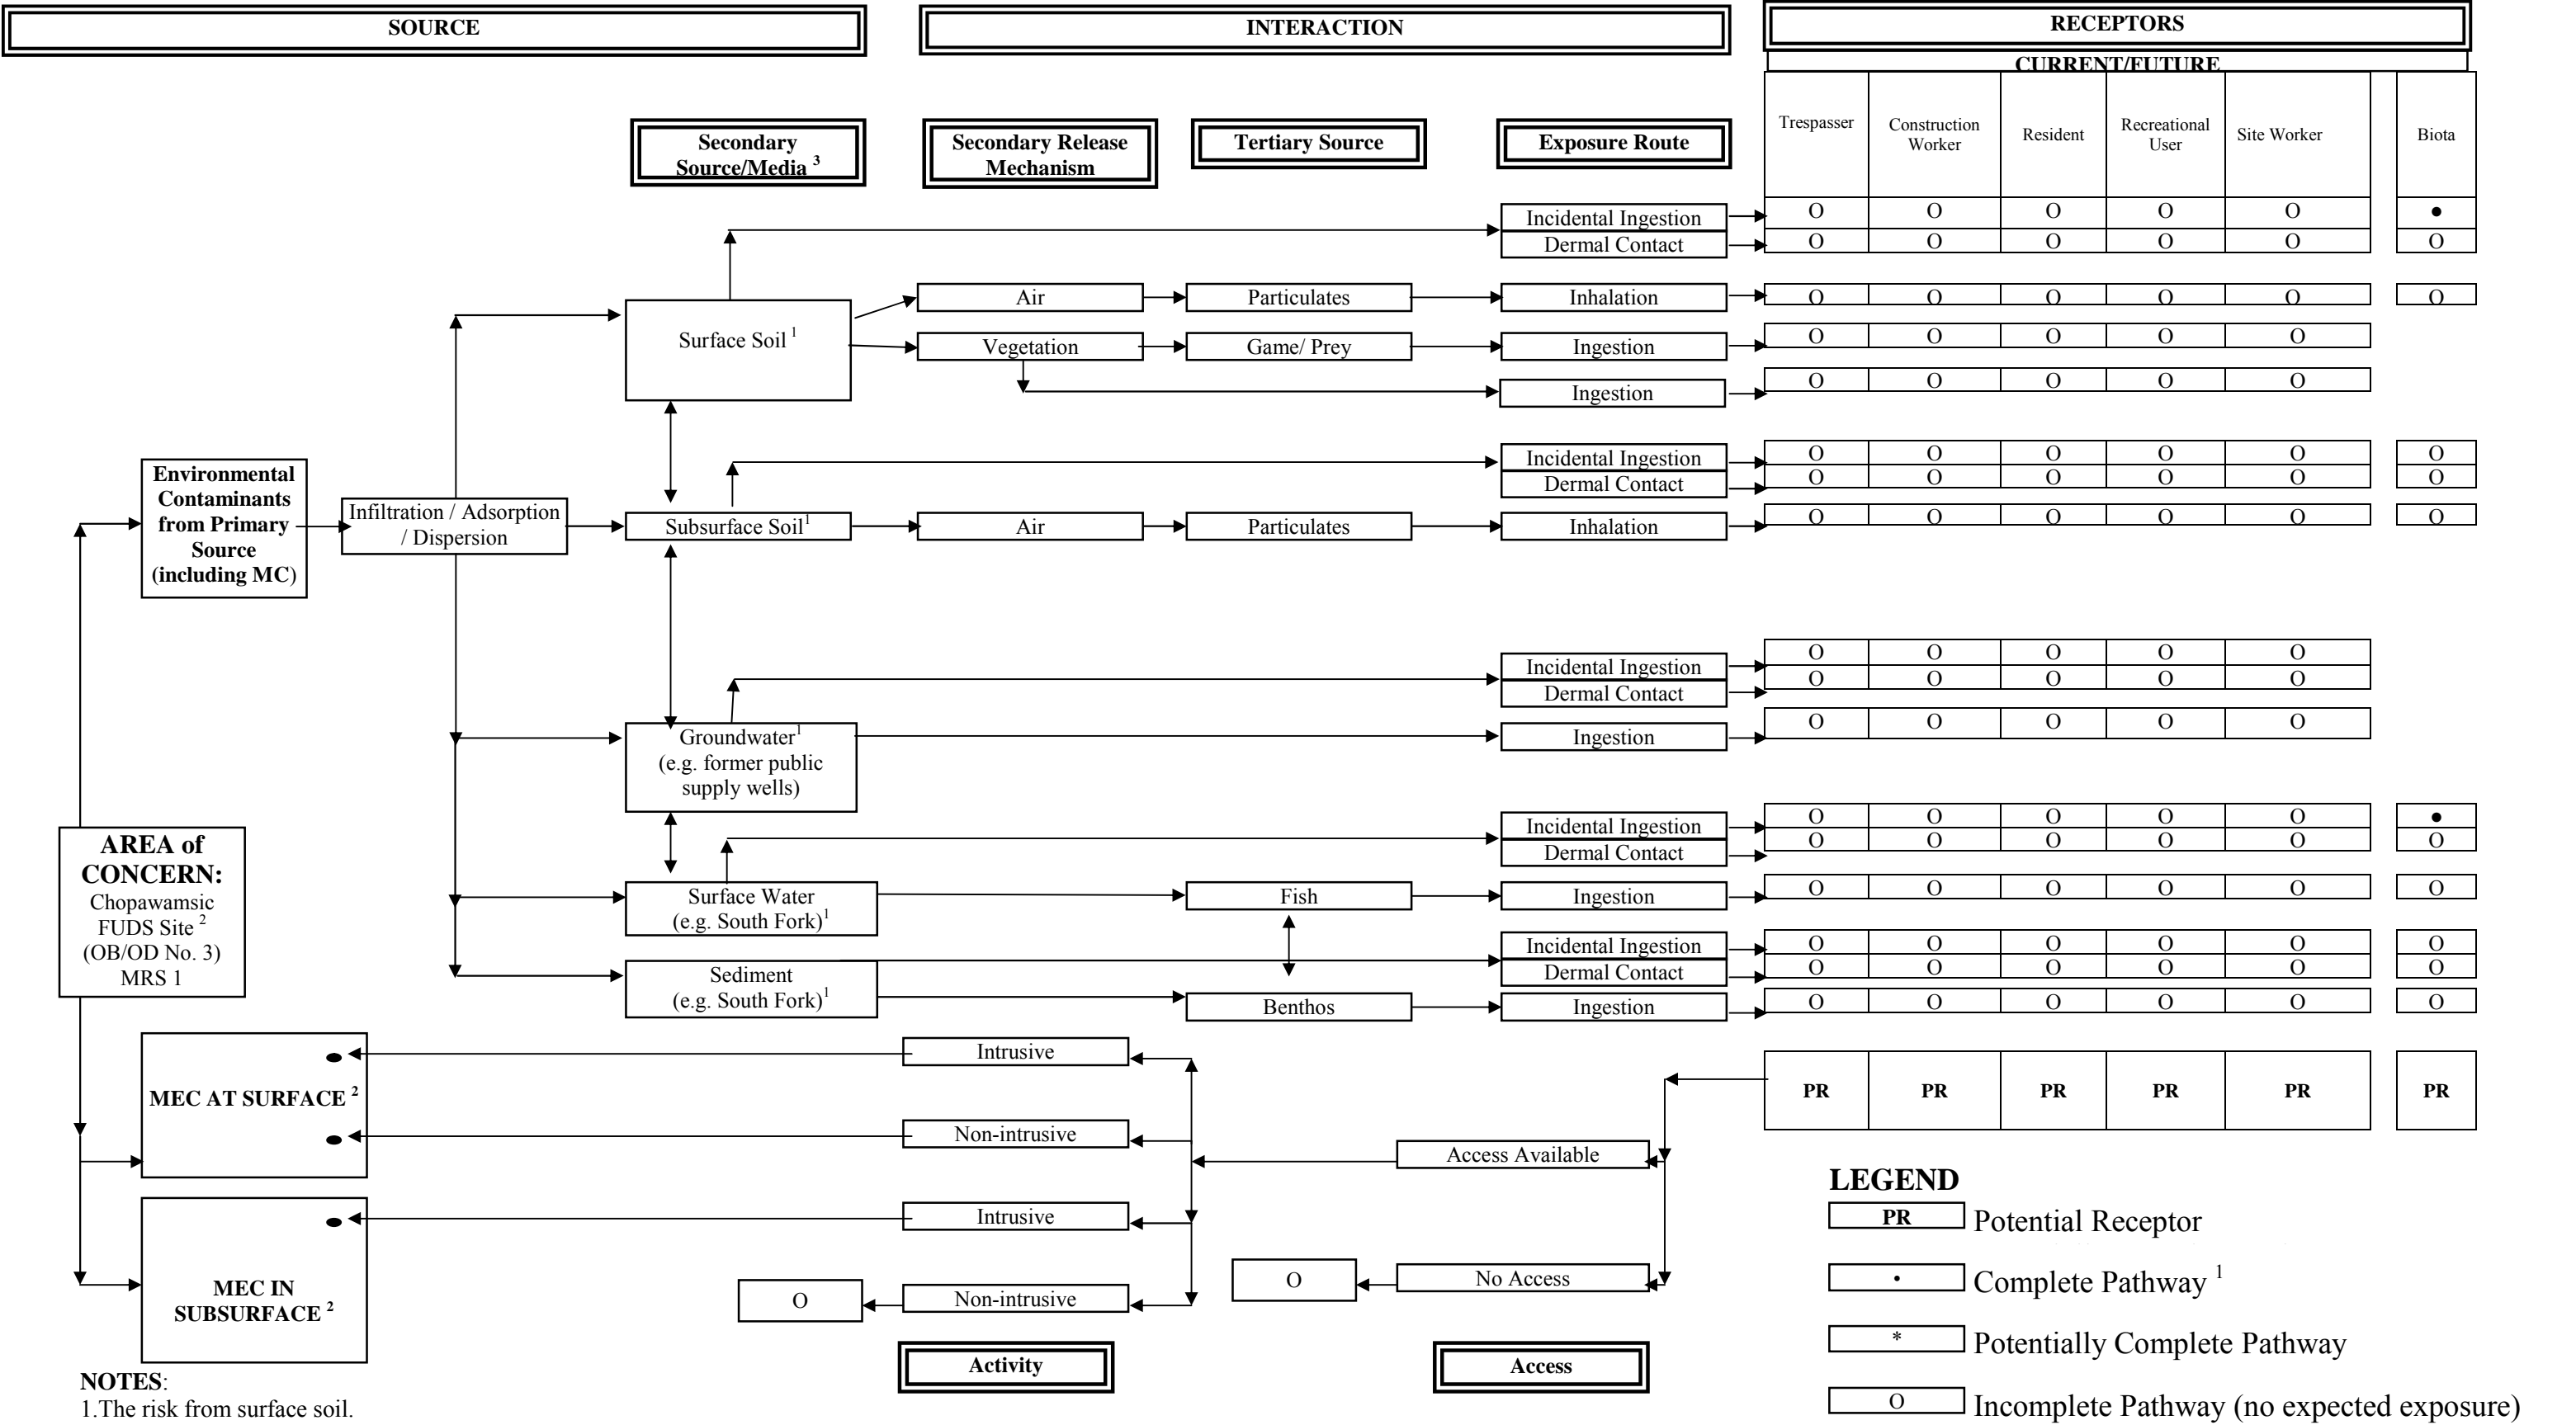 SOURCE
INTERACTION
RECEPTORS
CURRENT/FUTURE
Secondary
Source/Media 3
Secondary Release
Mechanism
Tertiary Source
Exposure Route
Trespasser
Construction
Worker
Resident
Recreational
User
Site Worker
Biota
Incidental Ingestion
O O O O O •
Dermal Contact
O O O O O O
Air
Particulates
Inhalation
O O O O O O
Surface Soil 1
Vegetation
Game/ Prey
Ingestion
O O O O O
Ingestion
O O O O O
Incidental Ingestion
O O O O O O
Dermal Contact
O O O O O O
Environmental
Contaminants
from Primary
Source
(including MC)
Infiltration / Adsorption
/ Dispersion
Subsurface Soil1
Air
Particulates
Inhalation
O O O O O O
Incidental Ingestion
O O O O O
Dermal Contact
O O O O O
Groundwater1
(e.g. former public
supply wells)
Ingestion
O O O O O
Incidental Ingestion
O O O O O •
Dermal Contact
O O O O O O
AREA of
CONCERN:
Chopawamsic
FUDS Site 2
(OB/OD No. 3)
MRS 1
Surface Water
(e.g. South Fork)1
Fish
Ingestion
O O O O O O
Incidental Ingestion
O O O O O O
Dermal Contact
O O O O O O
Sediment
(e.g. South Fork)1
Benthos
Ingestion
O O O O O O
MEC AT SURFACE 2
Intrusive
Non-intrusive
Access Available
PR PR PR PR PR PR
MEC IN
SUBSURFACE 2
Intrusive
Non-intrusive
O
No Access
O
Activity
Access
LEGEND
PR Potential Receptor
• Complete Pathway 1
* Potentially Complete Pathway
O Incomplete Pathway (no expected exposure)
NOTES:
1.The risk from surface soil.